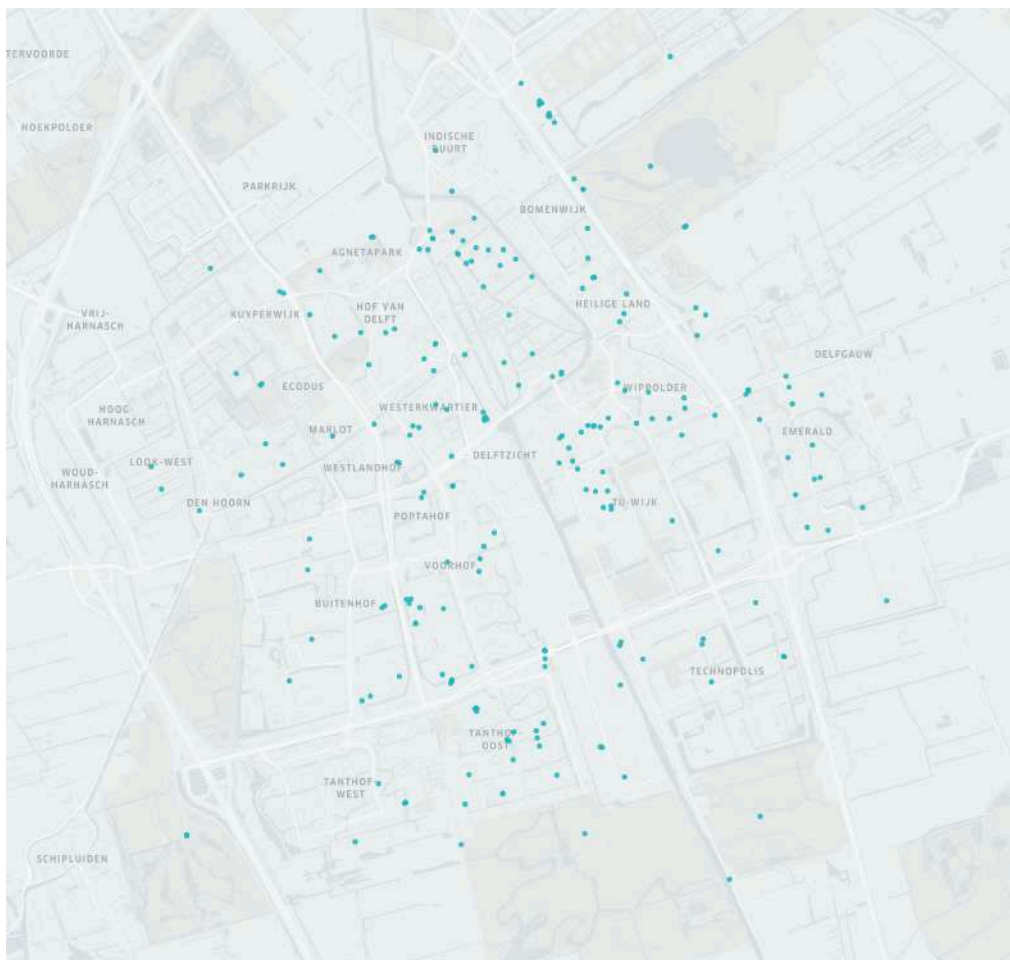 TERVOORDE
HOEKPOLDER
INDISCHE
BUURT
PARKRIJK
BOMENWIJK
AGNETAPARK
HEILIGE LAND
HOF VAN
DELFT
KUYPERWIJK
VRIJ-
HARNASCH
DELFGAUW
ECODUS
WIPPOLDER
HOOG-
HARNASCH
WESTERKWARTIER
MARLOT
EMERALD
LOOK-WEST
WESTLANDHOF
DELFTZICHT
WOUD-
HARNASCH
DEN HOORN
TU-WIJK
POPTAHOF
VOORHOF
BUITENHOF
TECHNOPOLIS
TANTHOF-
OOST
TANTHOF-
WEST
SCHIPLUIDEN